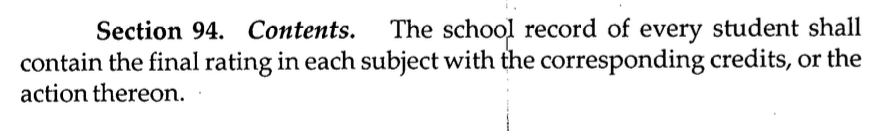 Section 94. Contents. The school record of every student shall
contain the final rating in each subject with the corresponding credits, or the
action thereon.